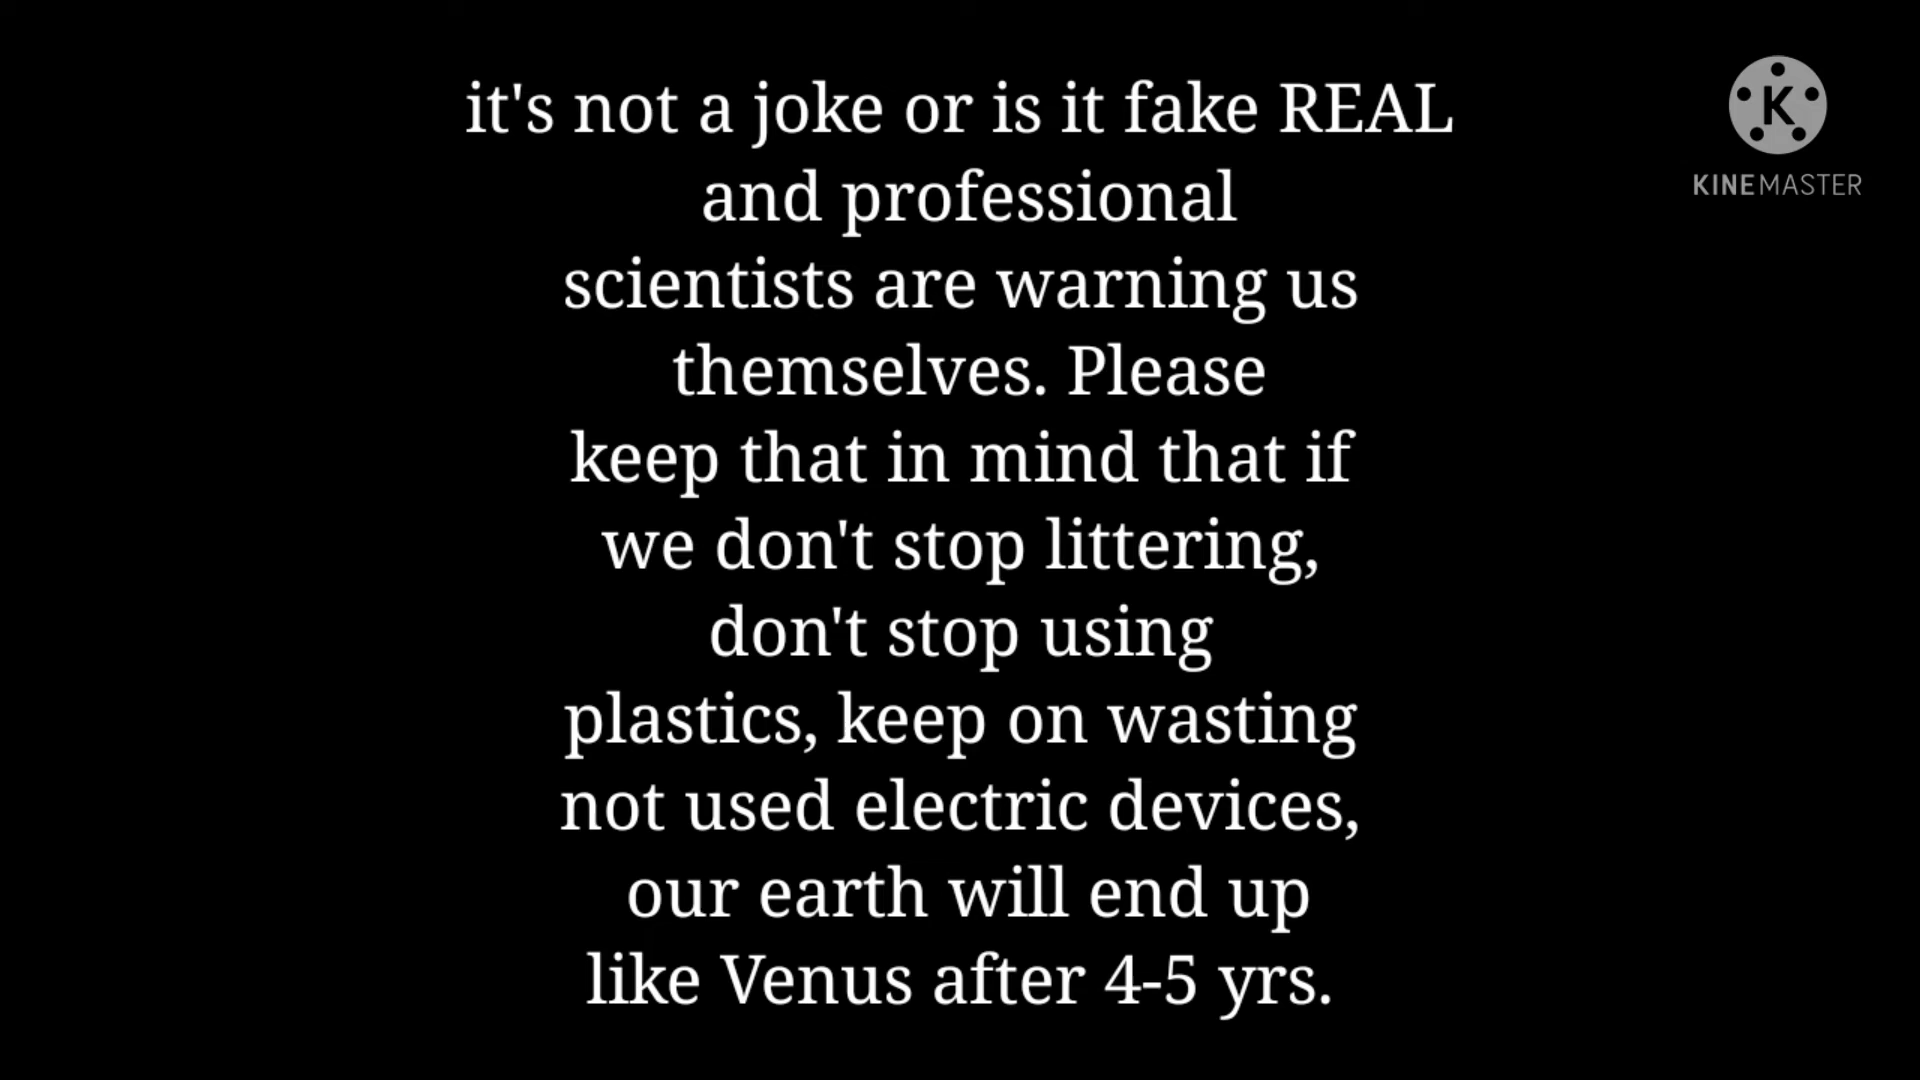 it's not a joke or is it fake REAL
and professional
scientists are warning us
themselves. Please
keep that in mind that if
we don't stop littering,
don't stop using
plastics, keep on wasting
not used electric devices,
our earth will end up
like Venus after 4-5 yrs.
K
KINEMASTER